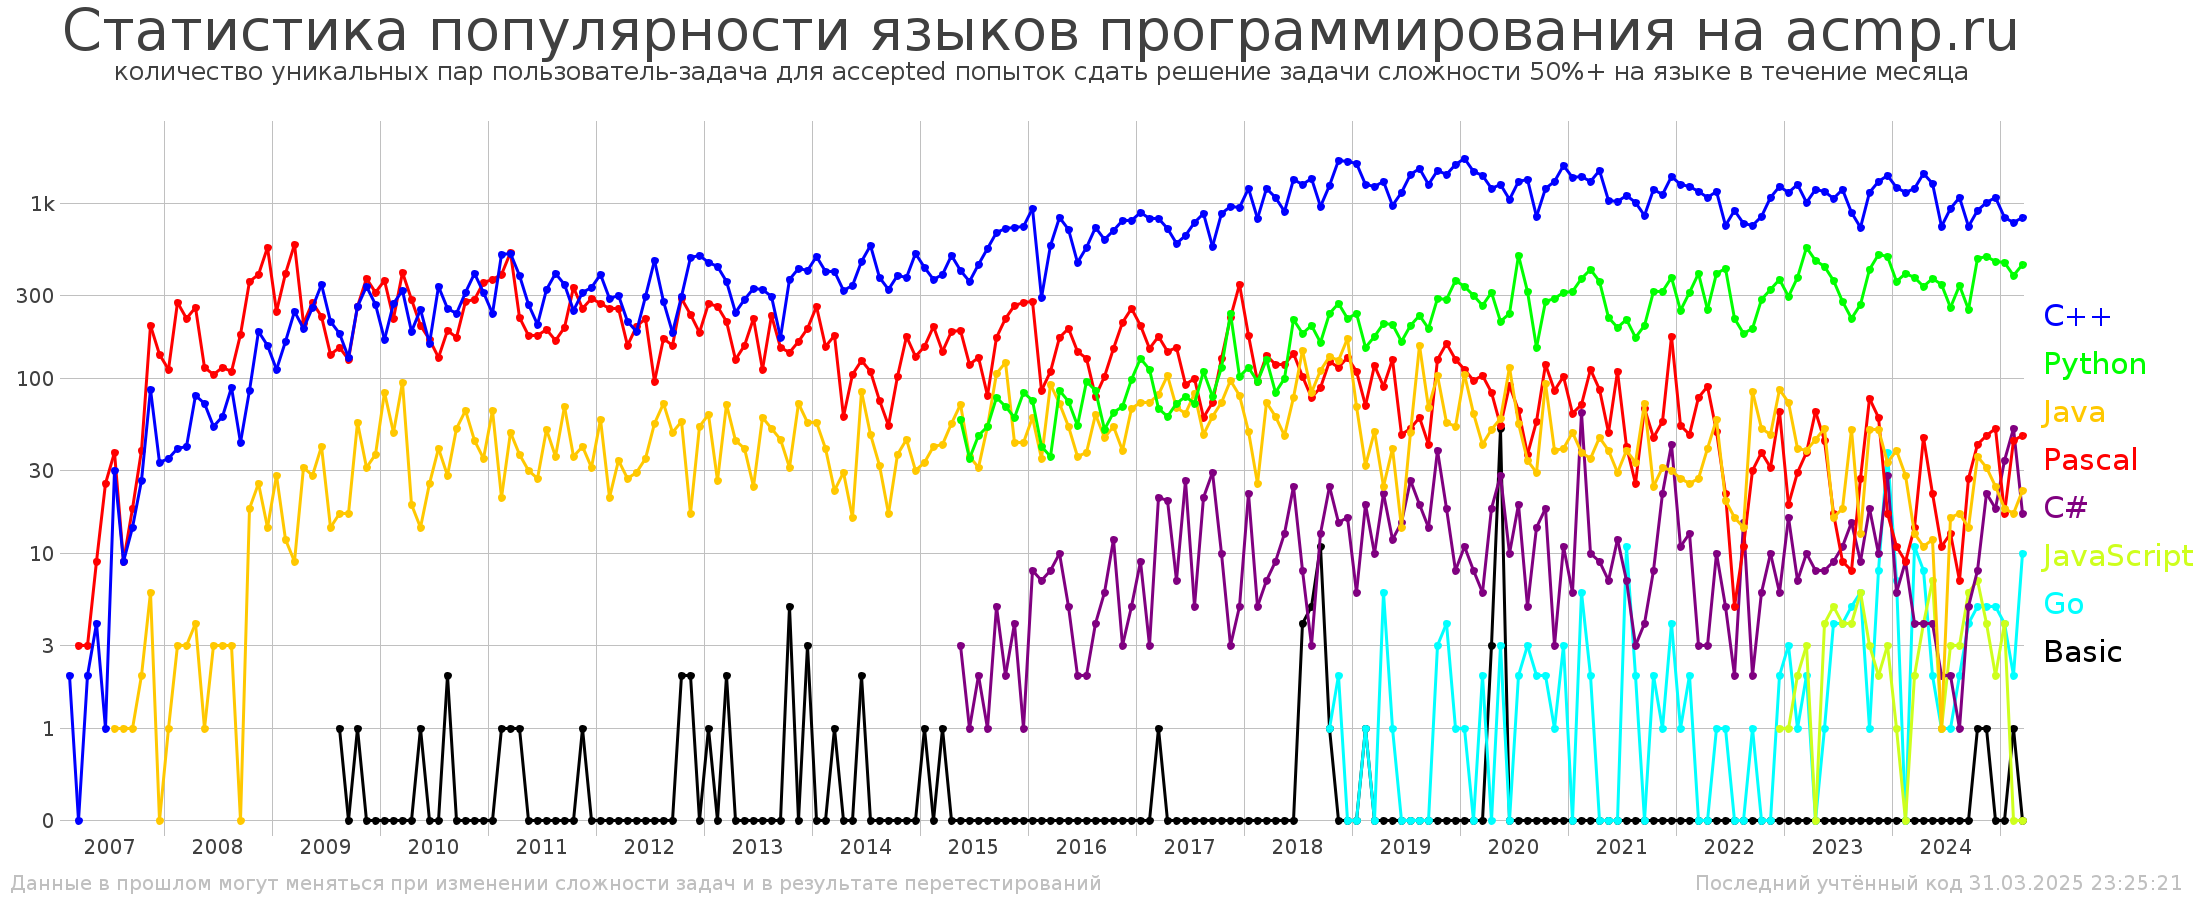 Статистика популярности языков программирования на acmp.ru
количество уникальных пар пользователь-задача для accepted попыток сдать решение задачи сложности 50%+ на языке в течение месяца
1k
300
100
30
10
3
1
0
C++
Python
Java
Pascal
C#
JavaScript
Go
Basic
2007 2008 2009 2010 2011 2012 2013 2014 2015 2016 2017 2018 2019 2020 2021 2022 2023 2024
Данные в прошлом могут меняться при изменении сложности задач и в результате перетестирований
Последний учтённый код 31.03.2025 23:25:21